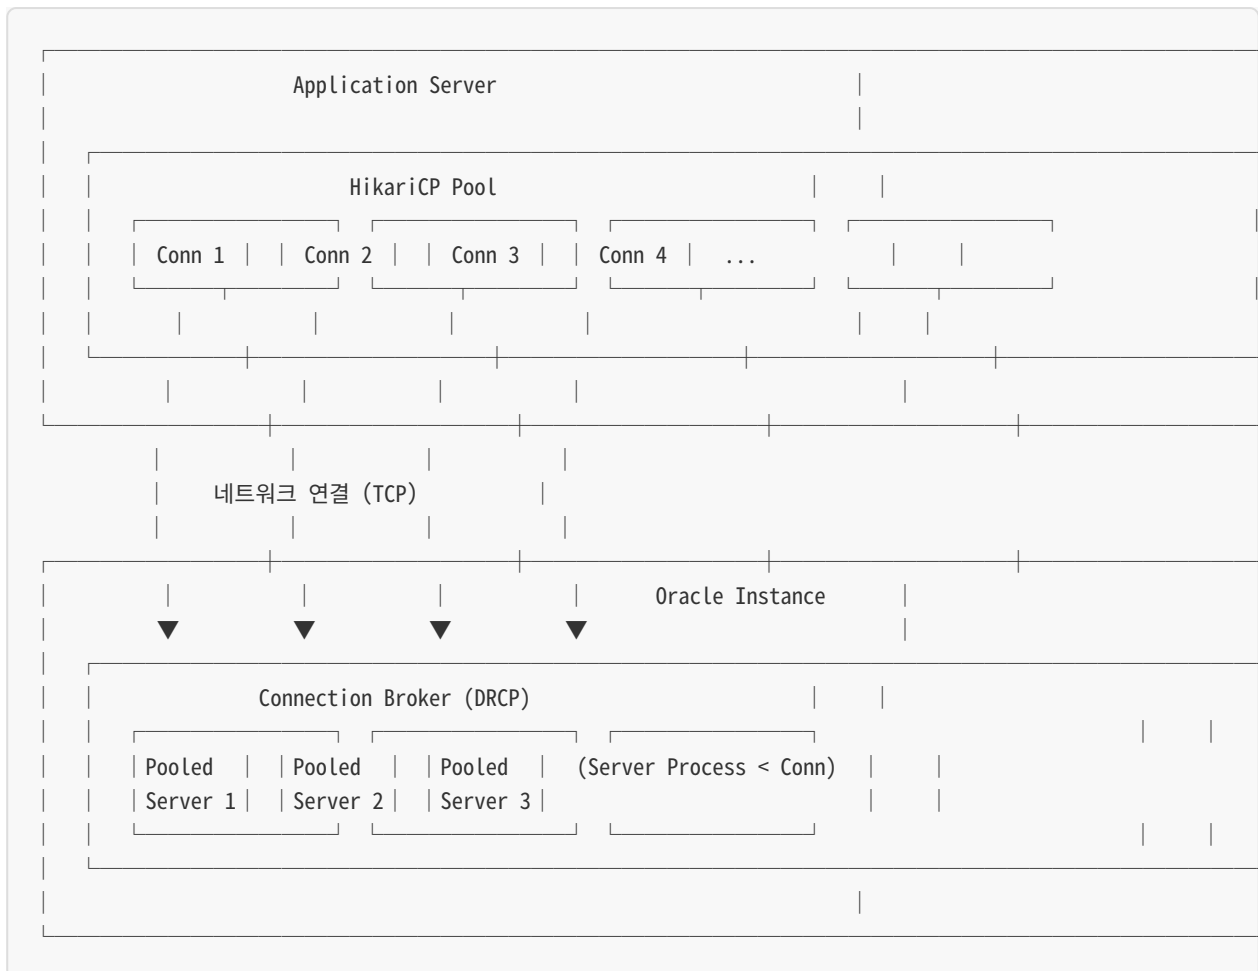 Application Server
HikariCP Pool
Conn 1 Conn 2 Conn 3 Conn 4 ...
네트워크 연결 (TCP)
Oracle Instance
Connection Broker (DRCP)
Pooled Pooled Pooled (Server Process < Conn)
Server 1 Server 2 Server 3